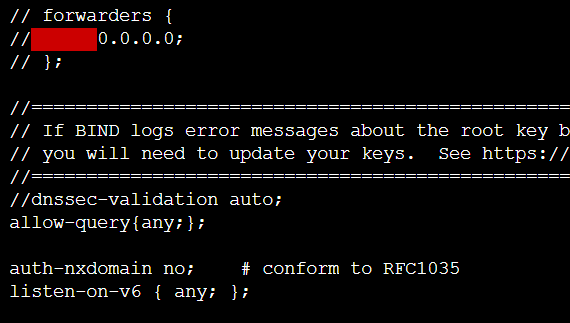 // forwarders {
// 0.0.0.0;
// };
//==================================================
// If BIND logs error messages about the root key b
// you will need to update your keys.  See https://
//==================================================
//dnssec-validation auto;
allow-query{any;};
auth-nxdomain no;    # conform to RFC1035
listen-on-v6 { any; };